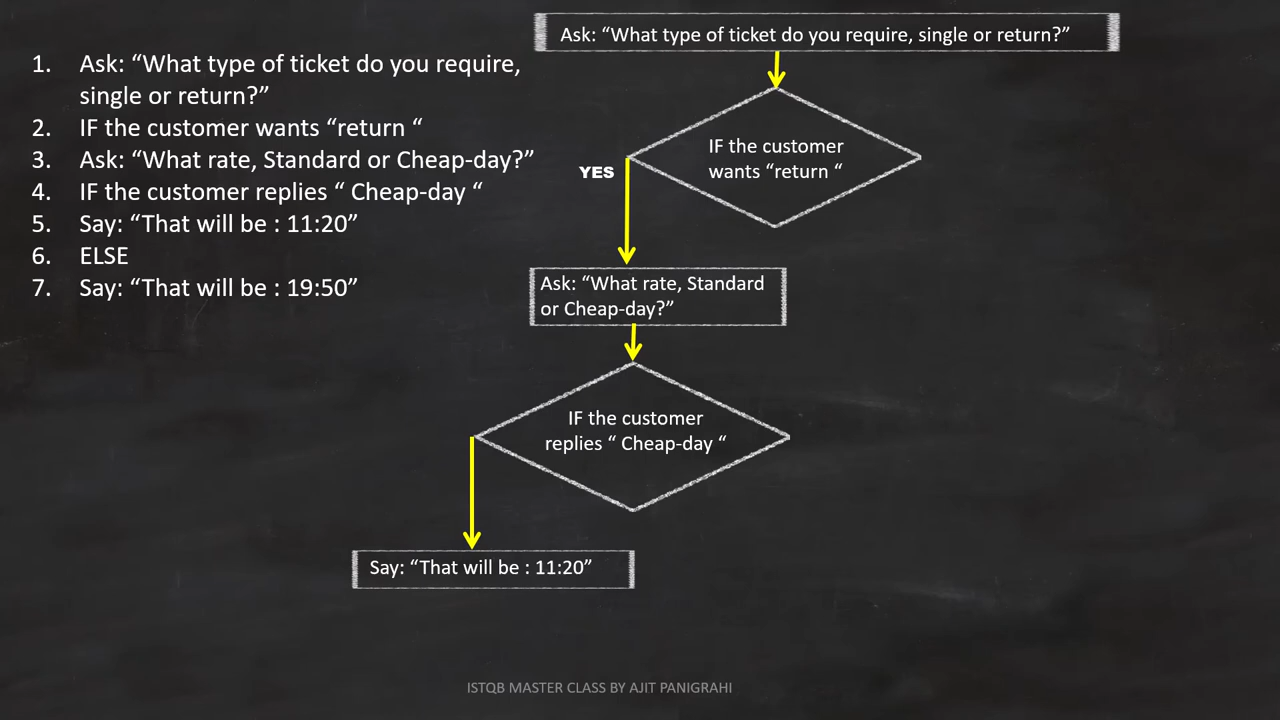 1. Ask: “What type of ticket do you require,
single or return?”
2. IF the customer wants “return “
3. Ask: “What rate, Standard or Cheap-day?”
4. IF the customer replies “ Cheap-day “
5. Say: “That will be : 11:20”
6. ELSE
7. Say: “That will be : 19:50”
Ask: “What type of ticket do you require, single or return?”
IF the customer
wants “return “
YES
Ask: “What rate, Standard
or Cheap-day?”
IF the customer
replies “ Cheap-day “
Say: “That will be : 11:20”
ISTQB MASTER CLASS BY AJIT PANIGRAHI